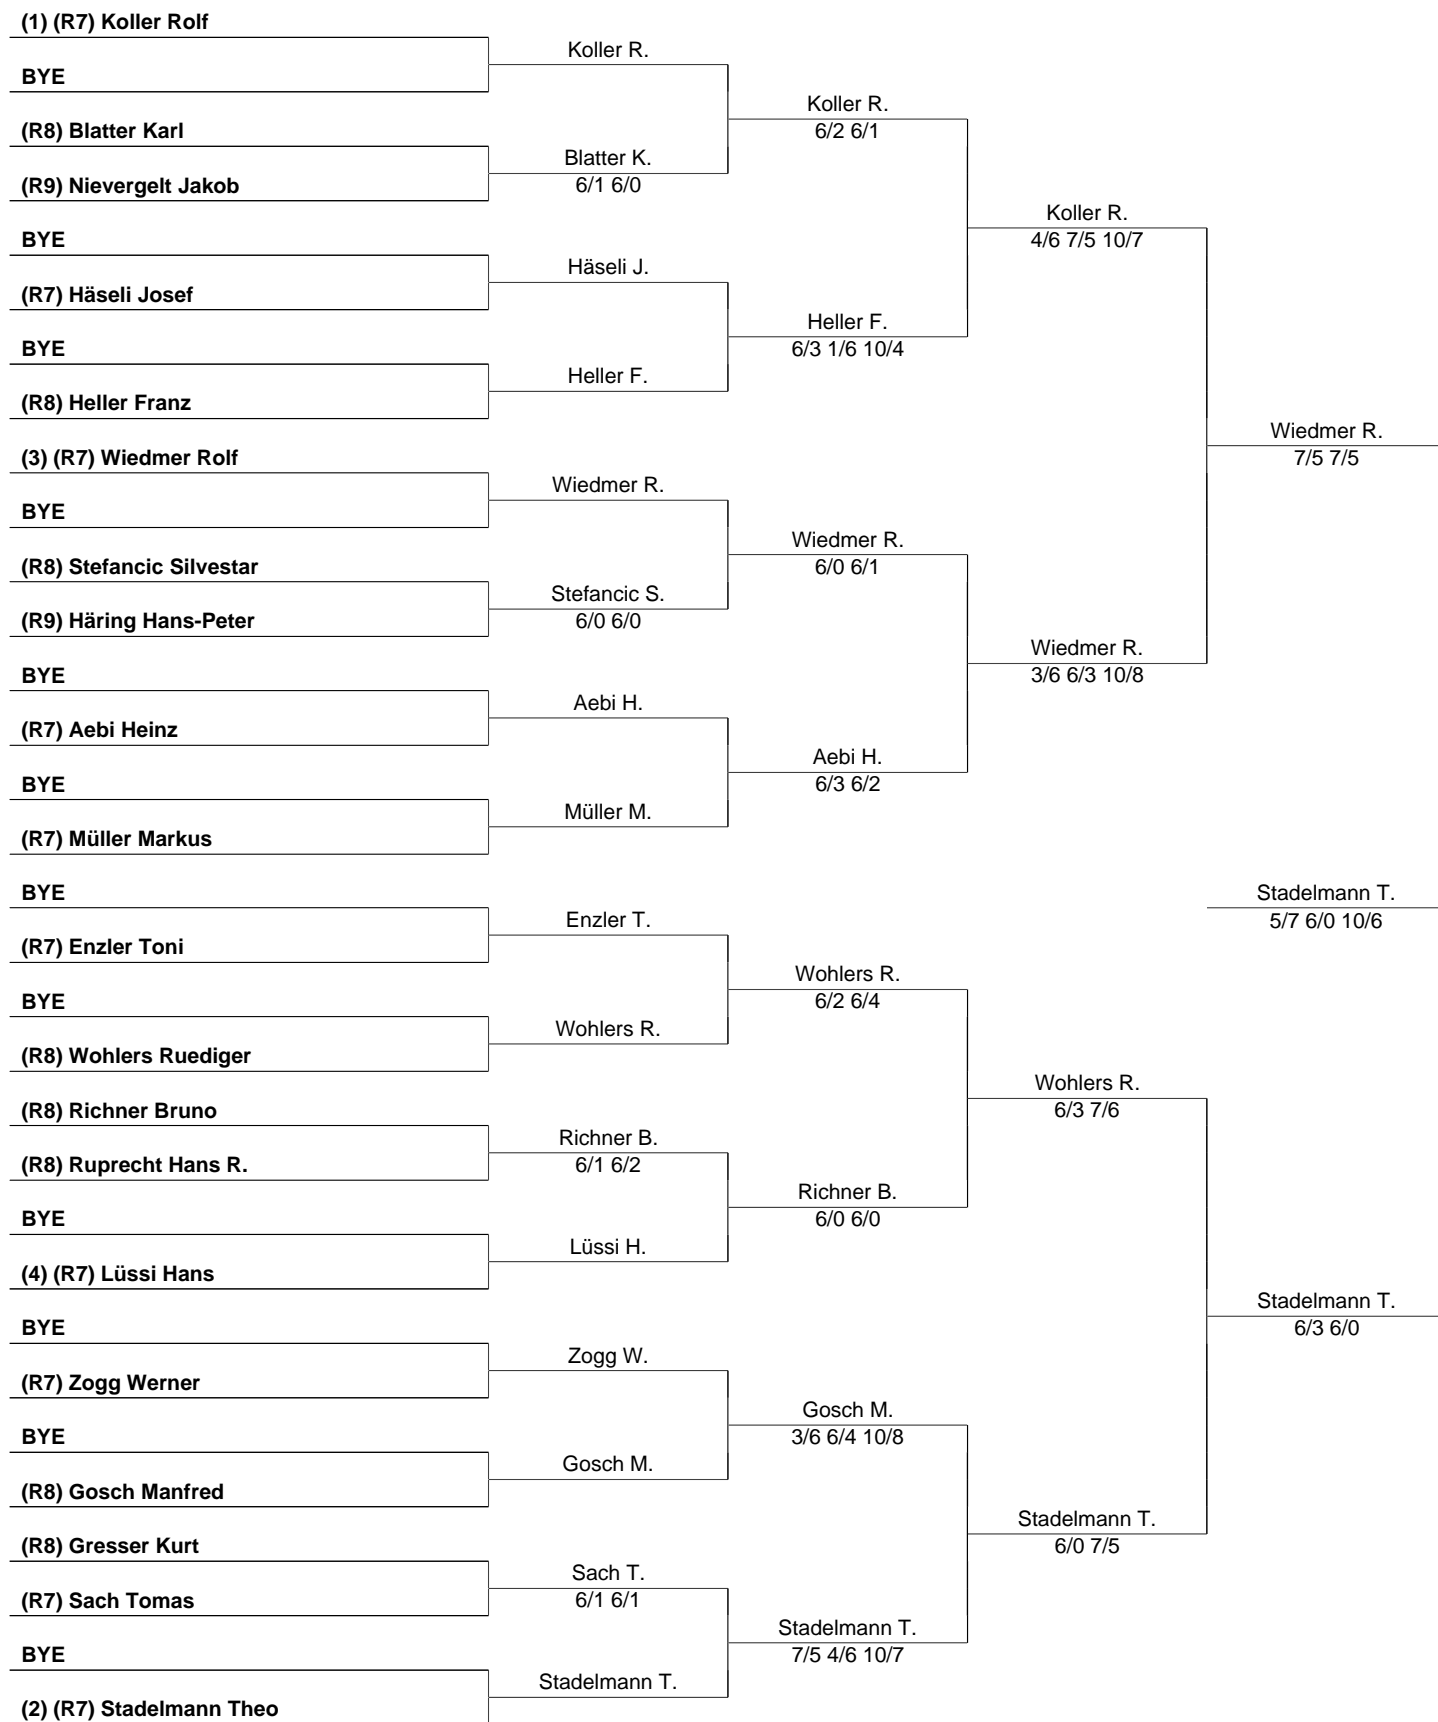 (1) (R7) Koller Rolf
BYE
(R8) Blatter Karl
(R9) Nievergelt Jakob
BYE
(R7) Häseli Josef
BYE
(R8) Heller Franz
(3) (R7) Wiedmer Rolf
BYE
(R8) Stefancic Silvestar
(R9) Häring Hans-Peter
BYE
(R7) Aebi Heinz
BYE
(R7) Müller Markus
BYE
(R7) Enzler Toni
BYE
(R8) Wohlers Ruediger
(R8) Richner Bruno
(R8) Ruprecht Hans R.
BYE
(4) (R7) Lüssi Hans
BYE
(R7) Zogg Werner
BYE
(R8) Gosch Manfred
(R8) Gresser Kurt
(R7) Sach Tomas
BYE
(2) (R7) Stadelmann Theo
Koller R.
Blatter K.
6/1 6/0
Häseli J.
Heller F.
Wiedmer R.
Stefancic S.
6/0 6/0
Aebi H.
Müller M.
Enzler T.
Wohlers R.
Richner B.
6/1 6/2
Lüssi H.
Zogg W.
Gosch M.
Sach T.
6/1 6/1
Stadelmann T.
Koller R.
6/2 6/1
Heller F.
6/3 1/6 10/4
Wiedmer R.
6/0 6/1
Aebi H.
6/3 6/2
Wohlers R.
6/2 6/4
Richner B.
6/0 6/0
Gosch M.
3/6 6/4 10/8
Stadelmann T.
7/5 4/6 10/7
Koller R.
4/6 7/5 10/7
Wiedmer R.
3/6 6/3 10/8
Wohlers R.
6/3 7/6
Stadelmann T.
6/0 7/5
Wiedmer R.
7/5 7/5
Stadelmann T.
5/7 6/0 10/6
Stadelmann T.
6/3 6/0